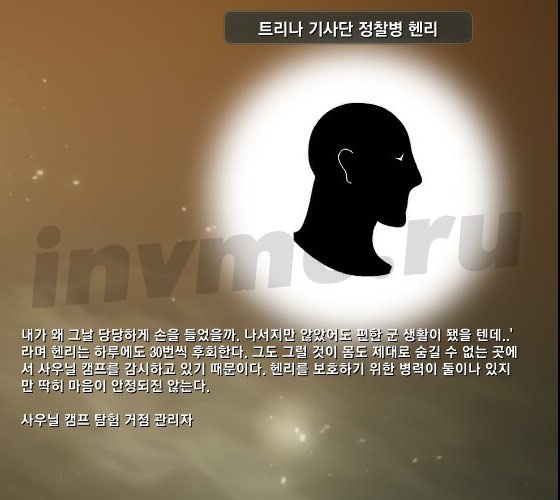 트리나 기사단 정찰병 헨리
invme.ru
내가 왜 그날 당당하게 손을 들었을까. 나서지만 않았어도 편한 군 생활이 됐을 텐데..'
라며 헨리는 하루에도 30번씩 후회한다. 그도 그럴 것이 몸도 제대로 숨길 수 없는 곳에
서 사우닐 캠프를 감시하고 있기 때문이다. 헨리를 보호하기 위한 병력이 둘이나 있지
만 딱히 마음이 안정되진 않는다.
사우닐 캠프 탐험 거점 관리자